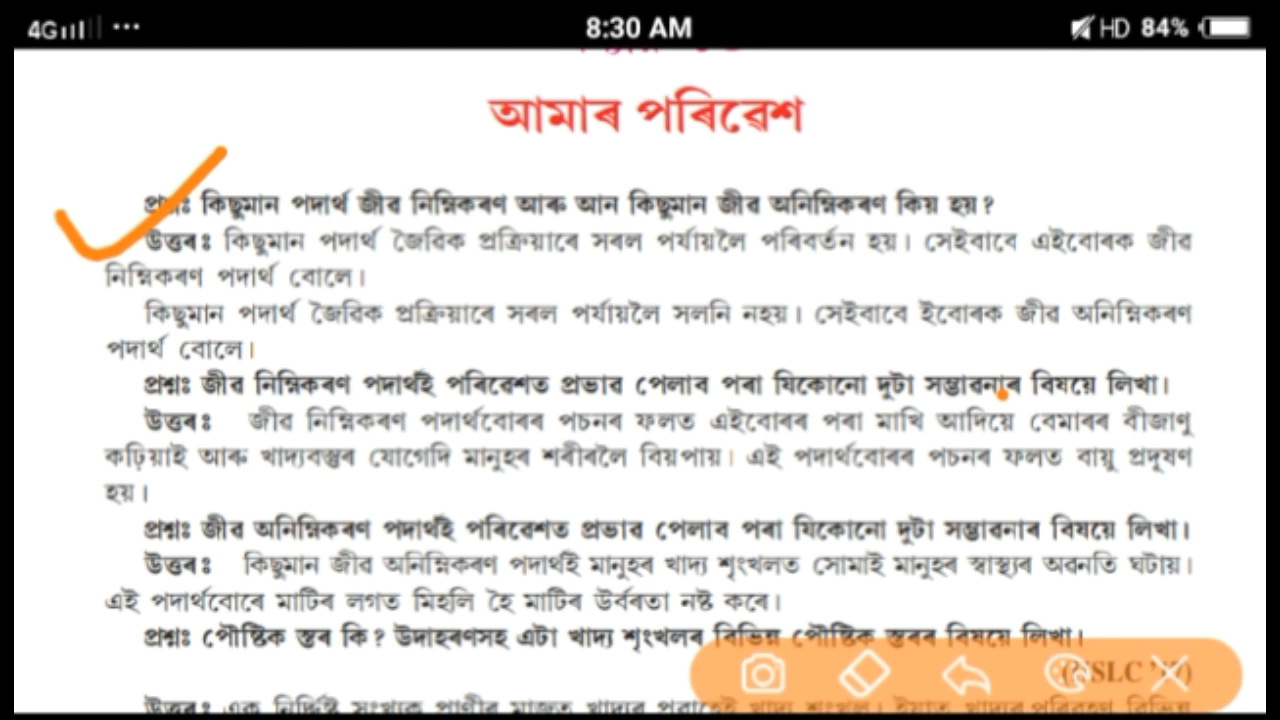 4G
8:30 AM
HD 84%
আমাৰ পৰিৱেশ
প্ৰশ্নঃ কিছুমান পদাৰ্থ জীৱ নিম্নিকৰণ আৰু আন কিছুমান জীৱ অনিম্নিকৰণ কিয় হয়?
উত্তৰঃ কিছুমান পদাৰ্থ জৈৱিক প্ৰক্ৰিয়াৰে সৰল পৰ্যায়লৈ পৰিবৰ্তন হয়। সেইবাবে এইবোৰক জীৱ
নিম্নিকৰণ পদাৰ্থ বোলে।
কিছুমান পদাৰ্থ জৈৱিক প্ৰক্ৰিয়াৰে সৰল পৰ্যায়লৈ সলনি নহয়। সেইবাবে ইবোৰক জীৱ অনিম্নিকৰণ
পদাৰ্থ বোলে।
প্ৰশ্নঃ জীৱ নিম্নিকৰণ পদাৰ্থই পৰিৱেশত প্ৰভাৱ পেলাব পৰা যিকোনো দুটা সম্ভাৱনাৰ বিষয়ে লিখা।
উত্তৰঃ জীৱ নিম্নিকৰণ পদাৰ্থবোৰৰ পচনৰ ফলত এইবোৰৰ পৰা মাখি আদিয়ে বেমাৰৰ বীজাণু
কঢ়িয়াই আৰু খাদ্যবস্তুৰ যোগেদি মানুহৰ শৰীৰলৈ বিয়পায়। এই পদাৰ্থবোৰৰ পচনৰ ফলত বায়ু প্ৰদূষণ
হয়।
প্ৰশ্নঃ জীৱ অনিম্নিকৰণ পদাৰ্থই পৰিৱেশত প্ৰভাৱ পেলাব পৰা যিকোনো দুটা সম্ভাৱনাৰ বিষয়ে লিখা।
উত্তৰঃ কিছুমান জীৱ অনিম্নিকৰণ পদাৰ্থই মানুহৰ খাদ্য শৃংখলত সোমাই মানুহৰ স্বাস্থ্যৰ অৱনতি ঘটায়।
এই পদাৰ্থবোৰে মাটিৰ লগত মিহলি হৈ মাটিৰ উৰ্বৰতা নষ্ট কৰে।
প্ৰশ্নঃ পৌষ্টিক স্তৰ কি? উদাহৰণসহ এটা খাদ্য শৃংখলৰ বিভিন্ন পৌষ্টিক স্তৰৰ বিষয়ে লিখা।